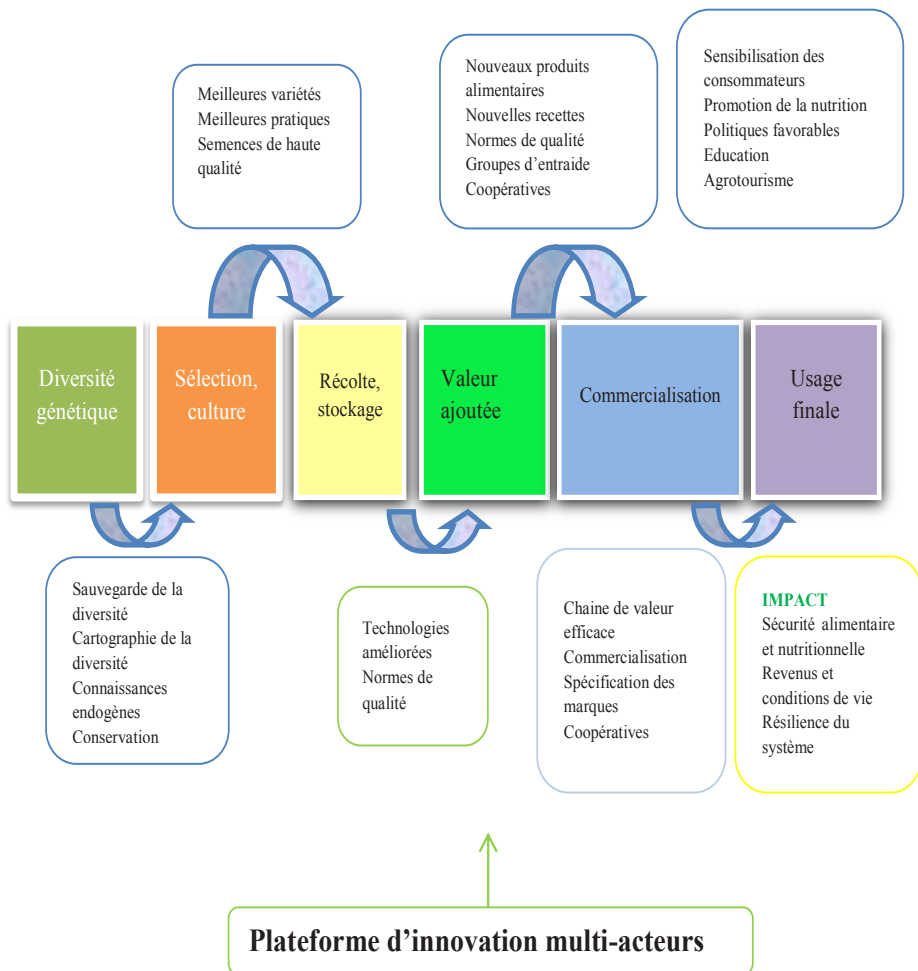 Meilleures variétés
Meilleures pratiques
Semences de haute
qualité
Nouveaux produits
alimentaires
Nouvelles recettes
Normes de qualité
Groupes d’entraide
Coopératives
Sensibilisation des
consommateurs
Promotion de la nutrition
Politiques favorables
Education
Agrotourisme
Diversité
génétique
Sélection,
culture
Récolte,
stockage
Valeur
ajoutée
Commercialisation
Usage
finale
Sauvegarde de la
diversité
Cartographie de la
diversité
Connaissances
endogènes
Conservation
Technologies
améliorées
Normes de
qualité
Chaine de valeur
efficace
Commercialisation
Spécification des
marques
Coopératives
IMPACT
Sécurité alimentaire
et nutritionnelle
Revenus et
conditions de vie
Résilience du
système
Plateforme d’innovation multi-acteurs